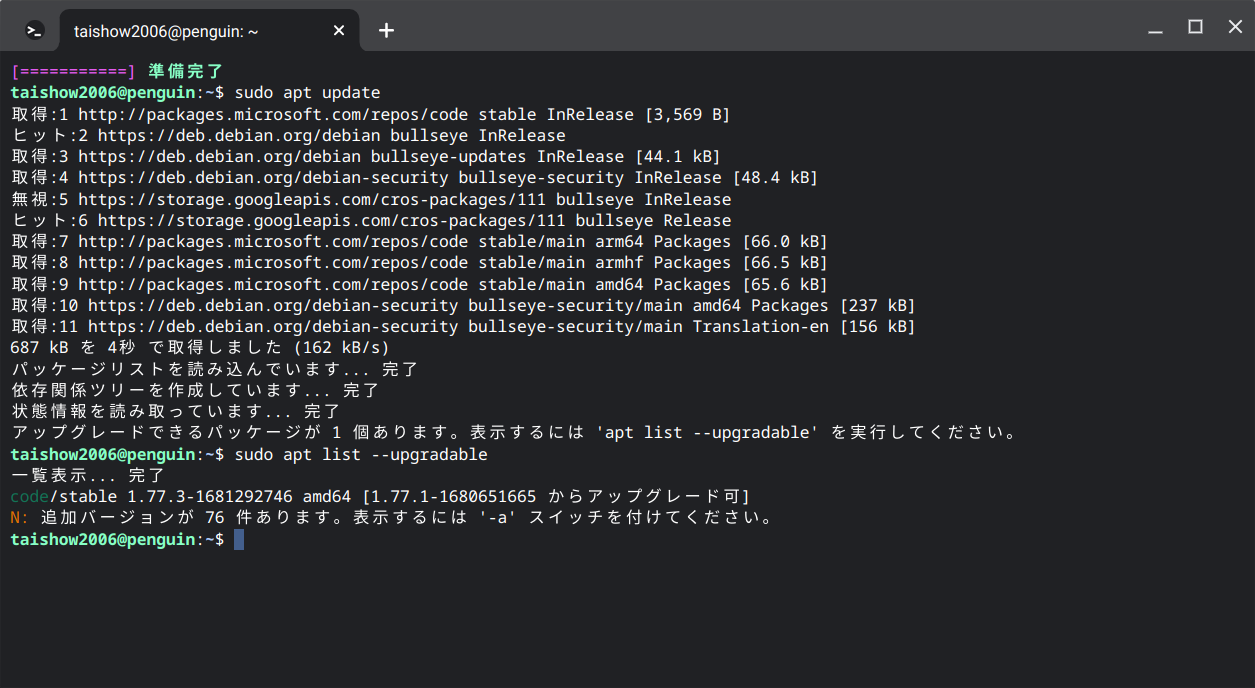 taishow2006@penguin: ~
[===========] 準備完了
taishow2006@penguin:~$ sudo apt update
取得:1 http://packages.microsoft.com/repos/code stable InRelease [3,569 B]
ヒット:2 https://deb.debian.org/debian bullseye InRelease
取得:3 https://deb.debian.org/debian bullseye-updates InRelease [44.1 kB]
取得:4 https://deb.debian.org/debian-security bullseye-security InRelease [48.4 kB]
無視:5 https://storage.googleapis.com/cros-packages/111 bullseye InRelease
ヒット:6 https://storage.googleapis.com/cros-packages/111 bullseye Release
取得:7 http://packages.microsoft.com/repos/code stable/main arm64 Packages [66.0 kB]
取得:8 http://packages.microsoft.com/repos/code stable/main armhf Packages [66.5 kB]
取得:9 http://packages.microsoft.com/repos/code stable/main amd64 Packages [65.6 kB]
取得:10 https://deb.debian.org/debian-security bullseye-security/main amd64 Packages [237 kB]
取得:11 https://deb.debian.org/debian-security bullseye-security/main Translation-en [156 kB]
687 kB を 4秒 で取得しました (162 kB/s)
パッケージリストを読み込んでいます... 完了
依存関係ツリーを作成しています... 完了
状態情報を読み取っています... 完了
アップグレードできるパッケージが 1 個あります。表示するには 'apt list --upgradable' を実行してください。
taishow2006@penguin:~$ sudo apt list --upgradable
一覧表示... 完了
code/stable 1.77.3-1681292746 amd64 [1.77.1-1680651665 からアップグレード可]
N: 追加バージョンが 76 件あります。表示するには '-a' スイッチを付けてください。
taishow2006@penguin:~$